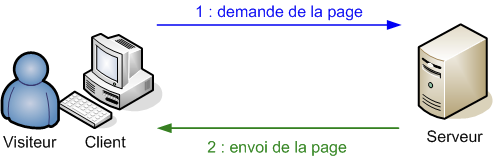 1 : demande de la page
Visiteur
Client
Serveur
2 : envoi de la page